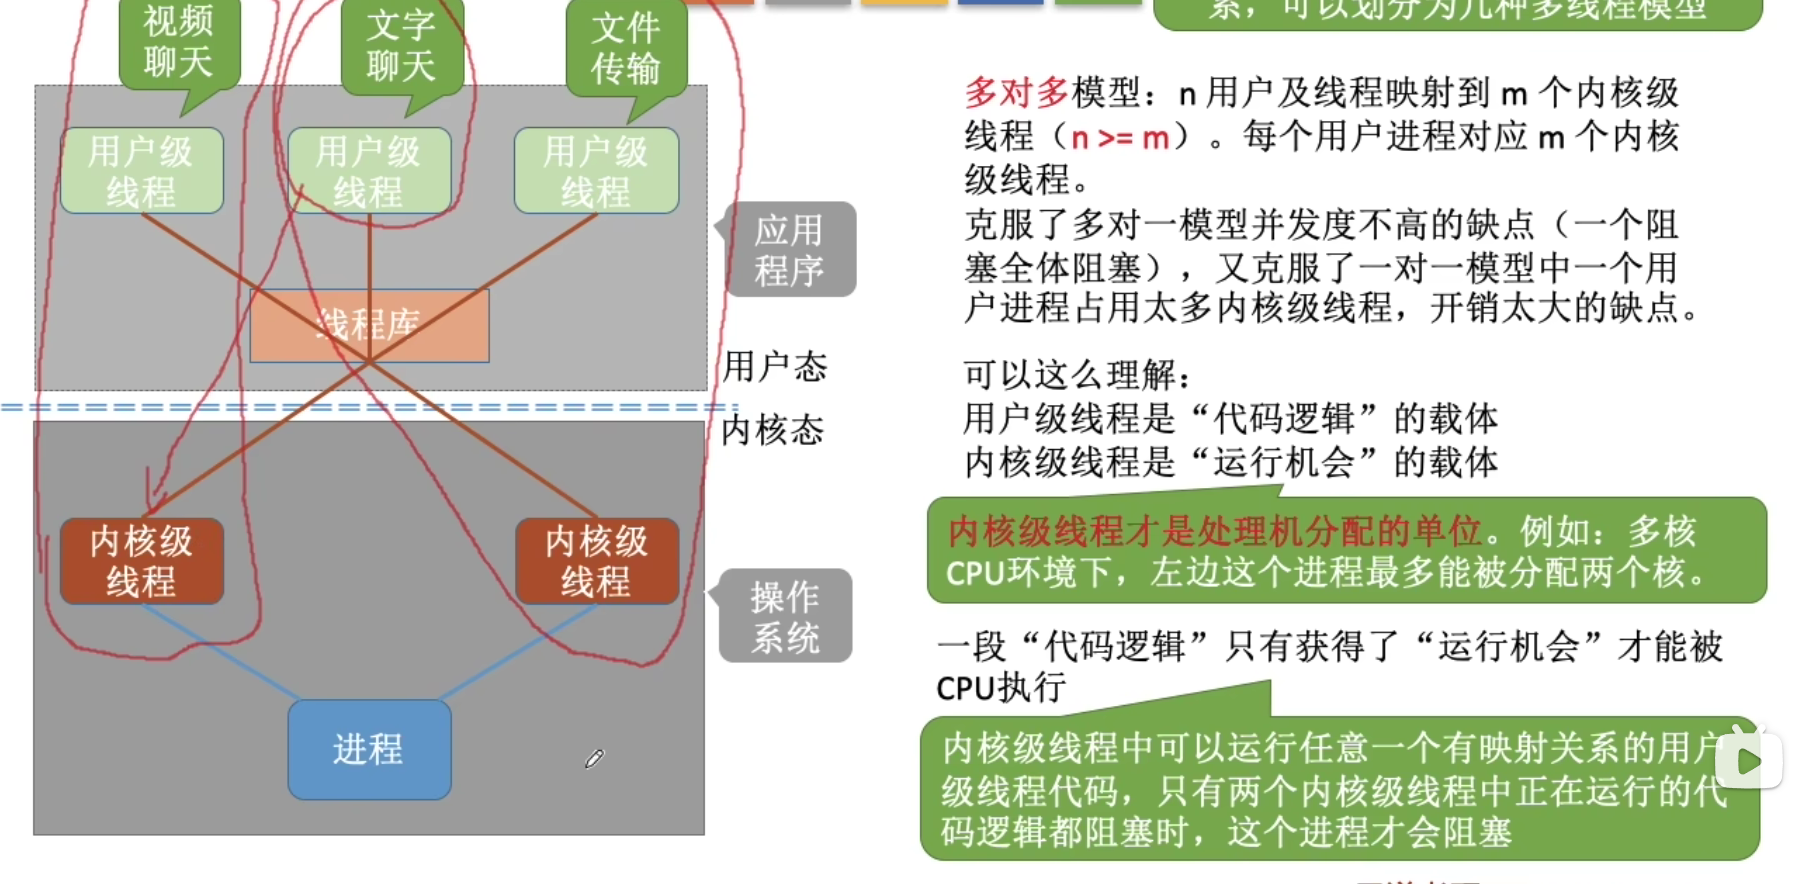 视频
聊天
文字
聊天
文件
传输
用户级
线程
用户级
线程
用户级
线程
应用
程序
线程库
用户态
内核态
内核级
线程
内核级
线程
操作
系统
进程
系，可以划分为几种多线程模型
多对多模型：n 用户及线程映射到 m 个内核级
线程（n >= m）。每个用户进程对应 m 个内核
级线程。
克服了多对一模型并发度不高的缺点（一个阻
塞全体阻塞），又克服了一对一模型中一个用
户进程占用太多内核级线程，开销太大的缺点。
可以这么理解：
用户级线程是“代码逻辑”的载体
内核级线程是“运行机会”的载体
内核级线程才是处理机分配的单位。例如：多核
CPU环境下，左边这个进程最多能被分配两个核。
一段“代码逻辑”只有获得了“运行机会”才能被
CPU执行
内核级线程中可以运行任意一个有映射关系的用户
级线程代码，只有两个内核级线程中正在运行的代
码逻辑都阻塞时，这个进程才会阻塞